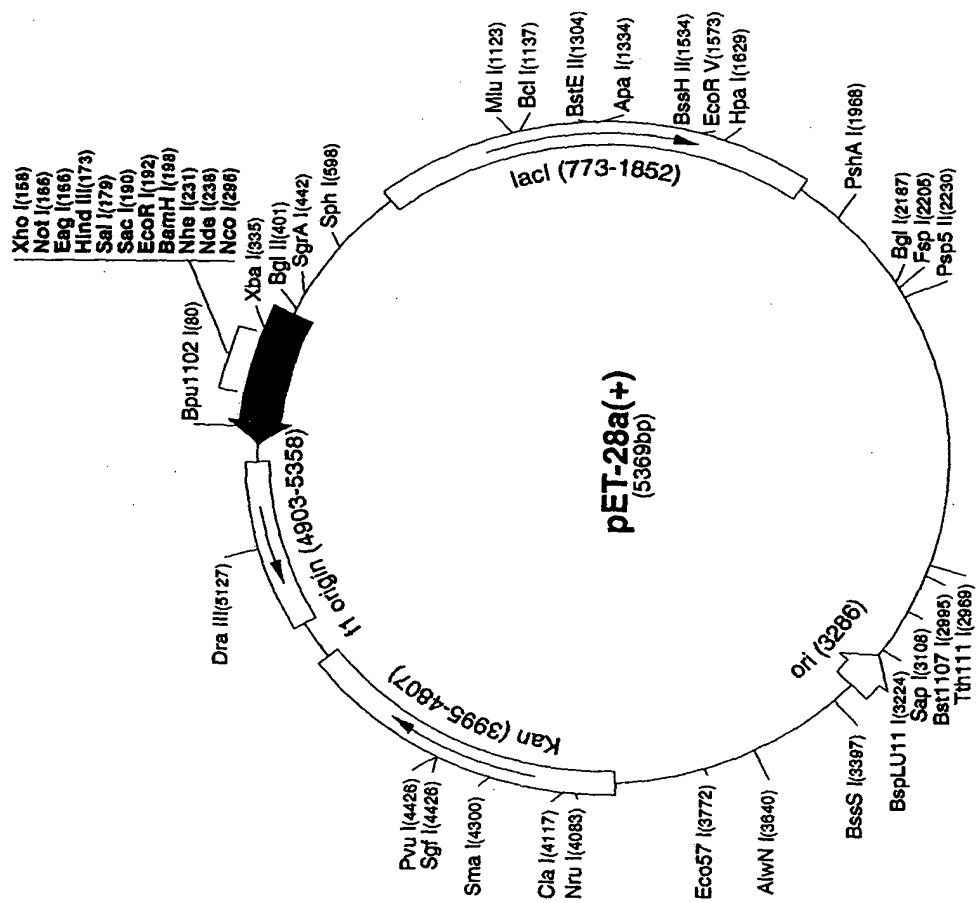 Xho I(158)
Not I(166)
Eag I(166)
Hind III(173)
Sal I(179)
Sac I(190)
EcoR I(192)
BamH I(198)
Nhe I(231)
Nde I(238)
Nco I(296)
Xba I(335)
Bgl II(401)
SgrA I(442)
Sph I(598)
Mlu I(1123)
Bcl I(1137)
BstE II(1304)
Apa I(1334)
BssH II(1534)
EcoR V(1573)
Hpa I(1629)
lacI (773-1852)
PshA I(1968)
Bgl I(2187)
Fsp I(2205)
Psp5 II(2230)
Bpu1102 I(80)
pET-28a(+)
(5369bp)
f1 origin (4903-5358)
Dra III(5127)
Kan (3995-4807)
ori (3286)
Pvu I(4426)
Sgf I(4426)
Sma I(4300)
Cla I(4117)
Nru I(4083)
Eco57 I(3772)
AlwN I(3640)
BssS I(3397)
BspLU11 I(3224)
Sap I(3108)
Bst1107 I(2995)
Tth111 I(2969)